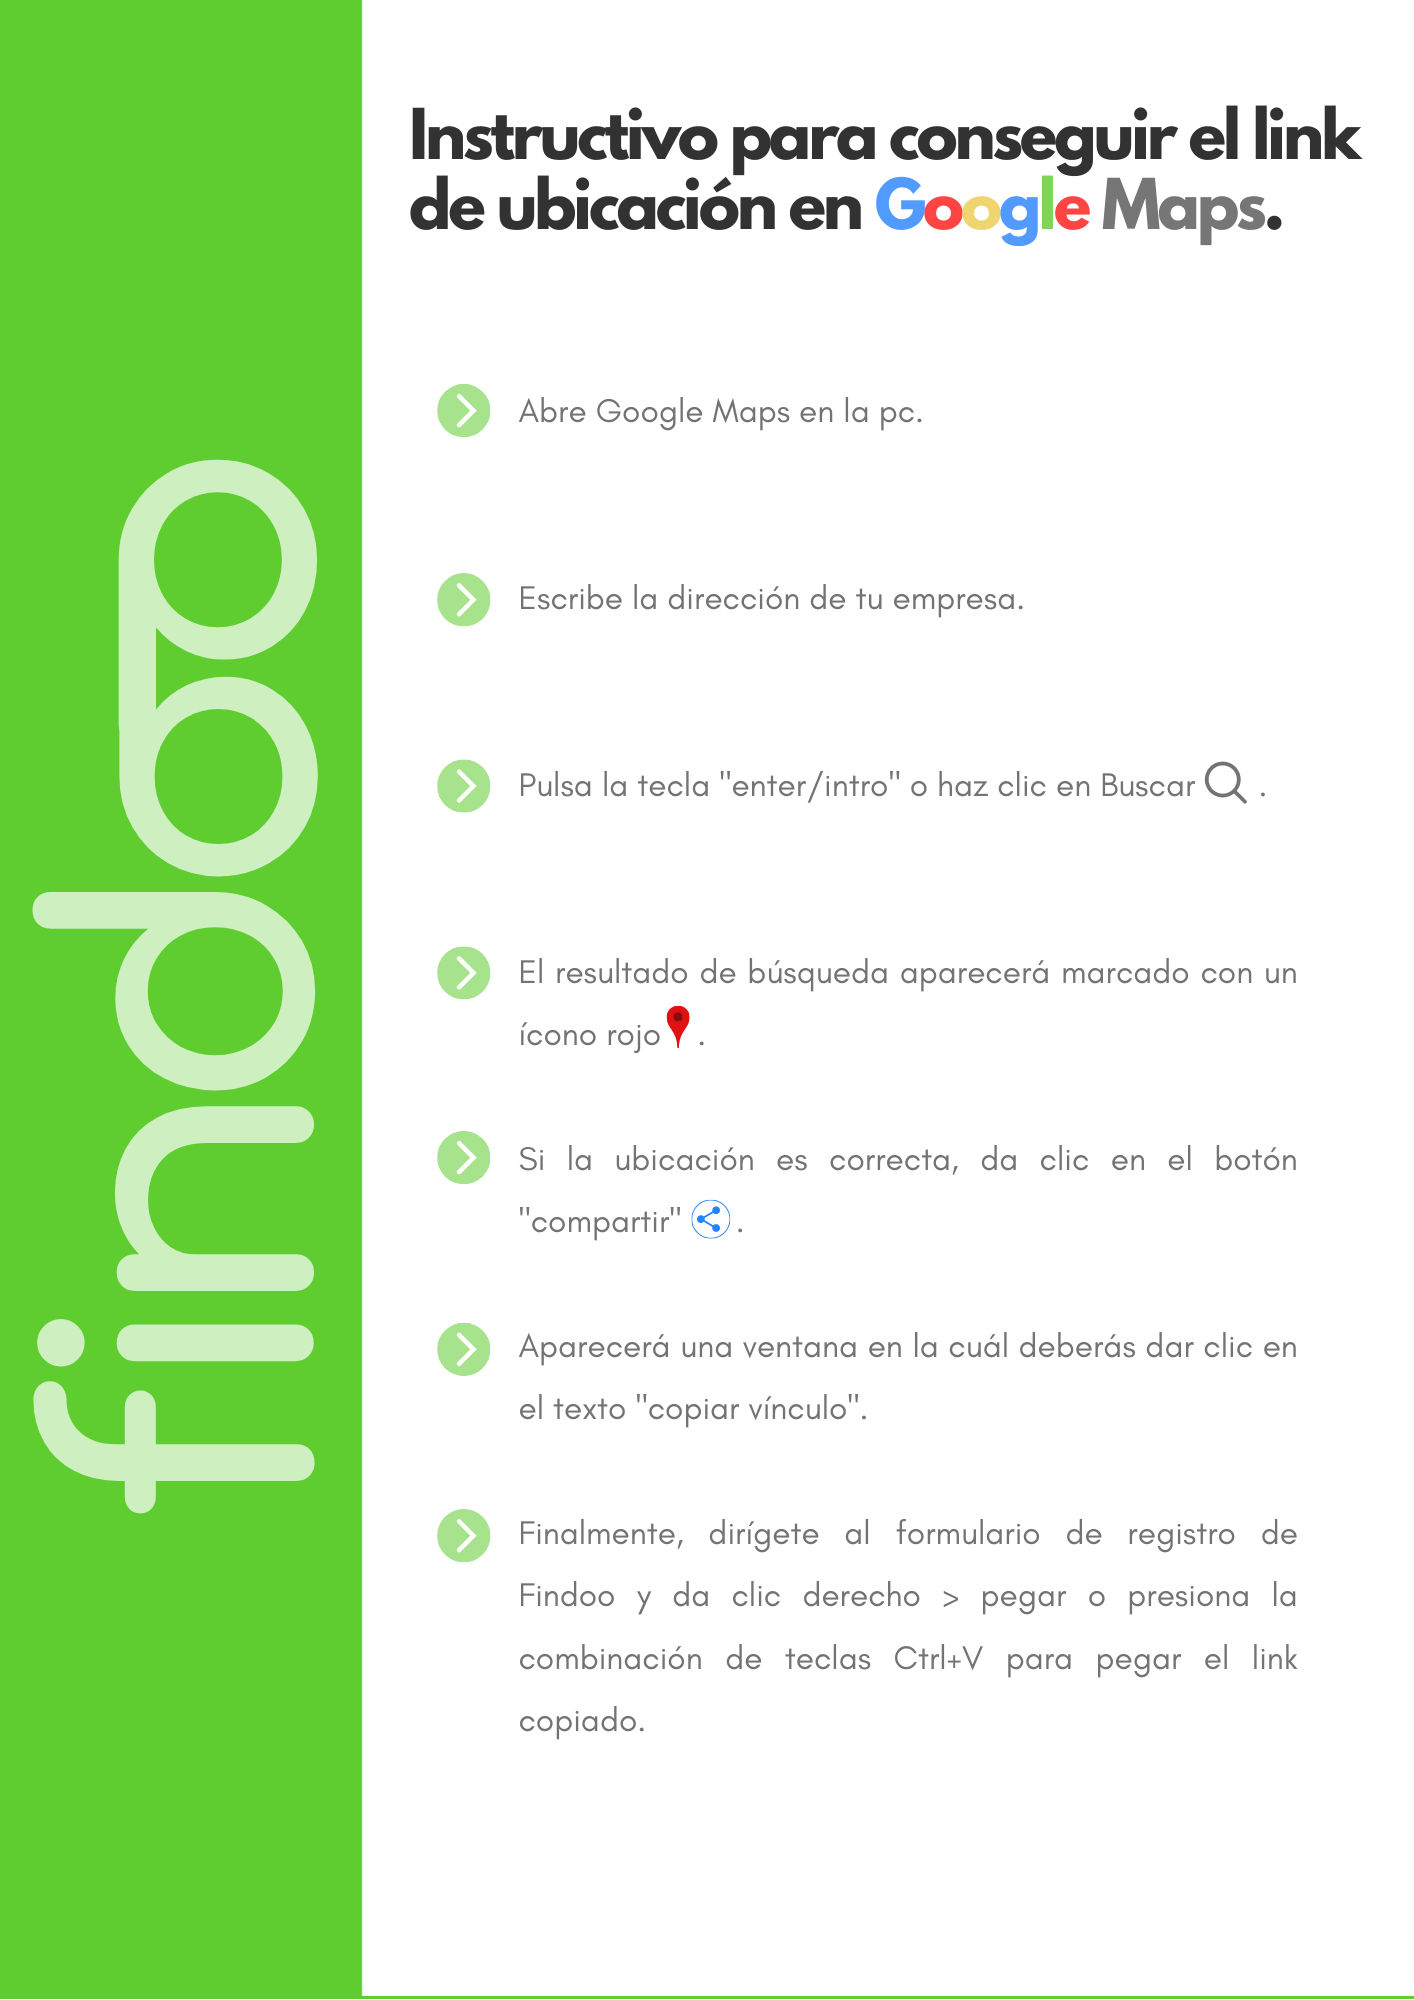 Instructivo para conseguir el link
de ubicación en Google Maps.
Abre Google Maps en la pc.
Escribe la dirección de tu empresa.
Pulsa la tecla "enter/intro" o haz clic en Buscar .
El resultado de búsqueda aparecerá marcado con un
ícono rojo .
Si la ubicación es correcta, da clic en el botón
"compartir" .
Aparecerá una ventana en la cuál deberás dar clic en
el texto "copiar vínculo".
Finalmente, dirígete al formulario de registro de
Findoo y da clic derecho > pegar o presiona la
combinación de teclas Ctrl+V para pegar el link
copiado.
findoo